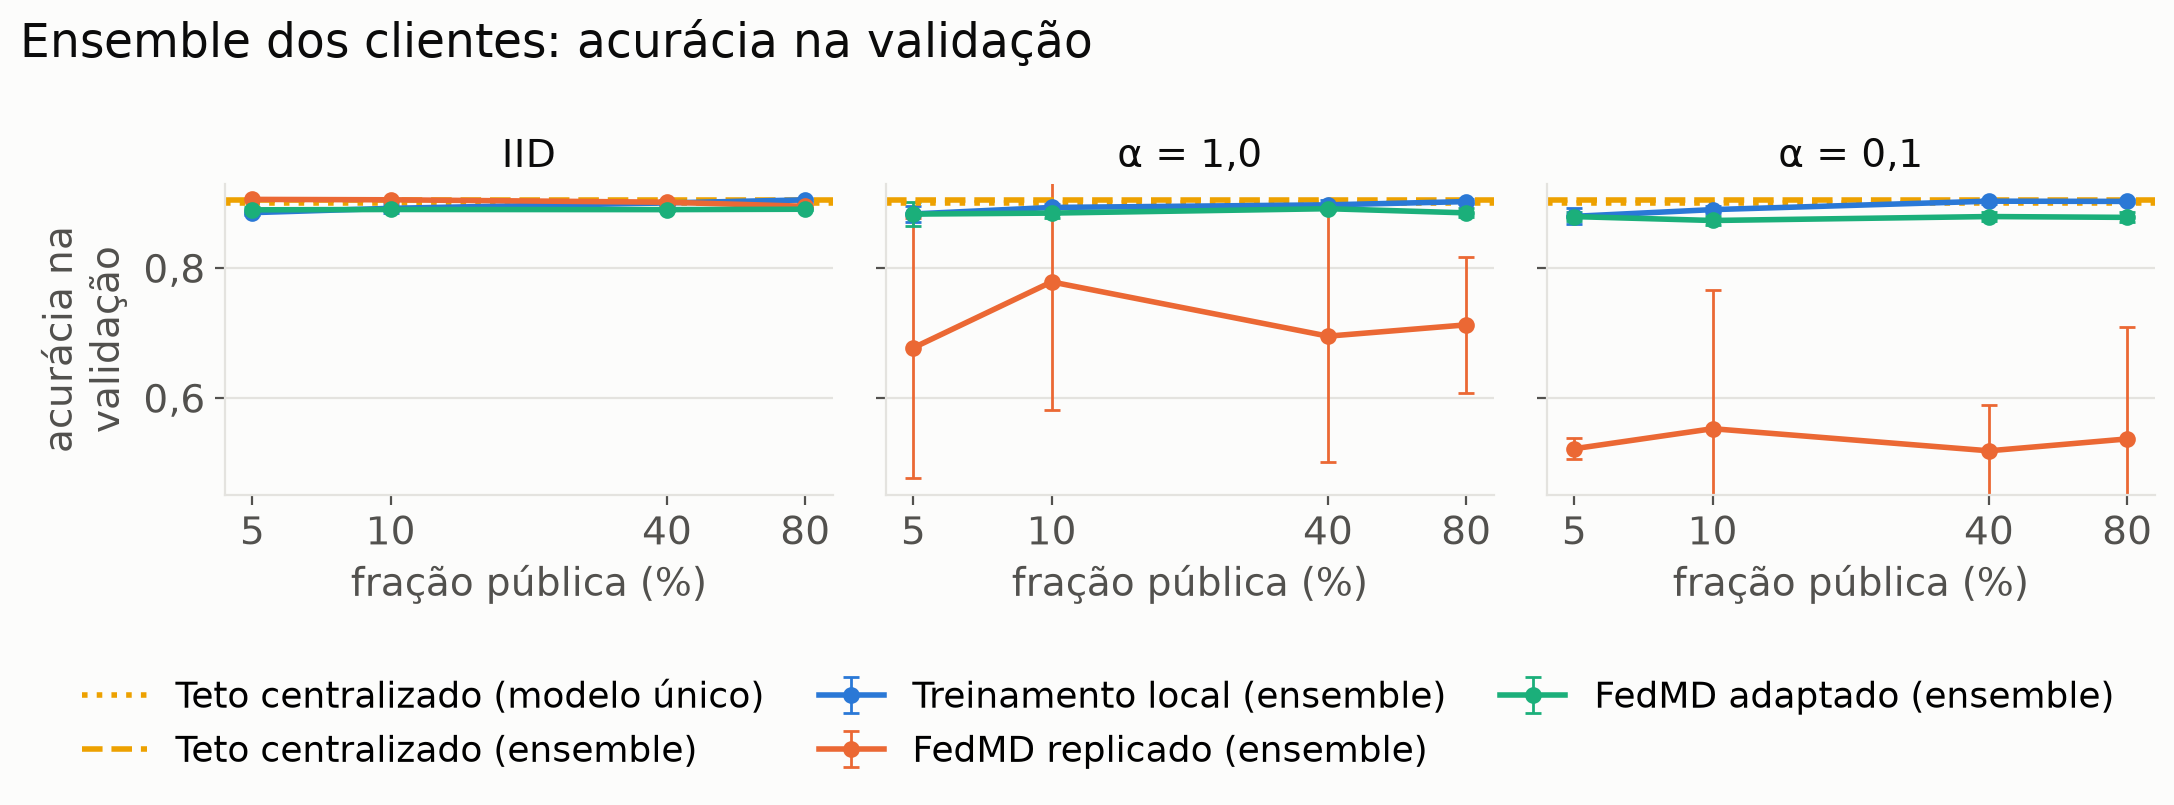 Ensemble dos clientes: acurácia na validação
IID
α = 1,0
α = 0,1
acurácia na
validação
0,8
0,6
5 10 40 80
5 10 40 80
5 10 40 80
fração pública (%)
fração pública (%)
fração pública (%)
Teto centralizado (modelo único)
Teto centralizado (ensemble)
Treinamento local (ensemble)
FedMD replicado (ensemble)
FedMD adaptado (ensemble)